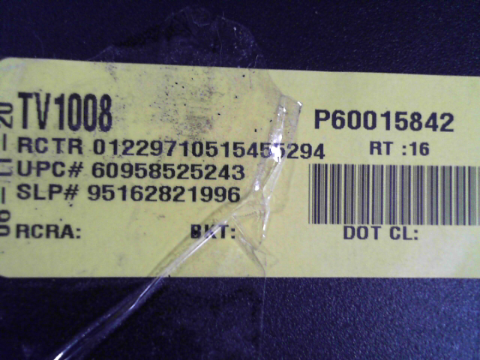 TV1008 P60015842
RCTR 01229710515455294 RT :16
UPC# 60958525243
SLP# 95162821996
RCRA: BKT: DOT CL: